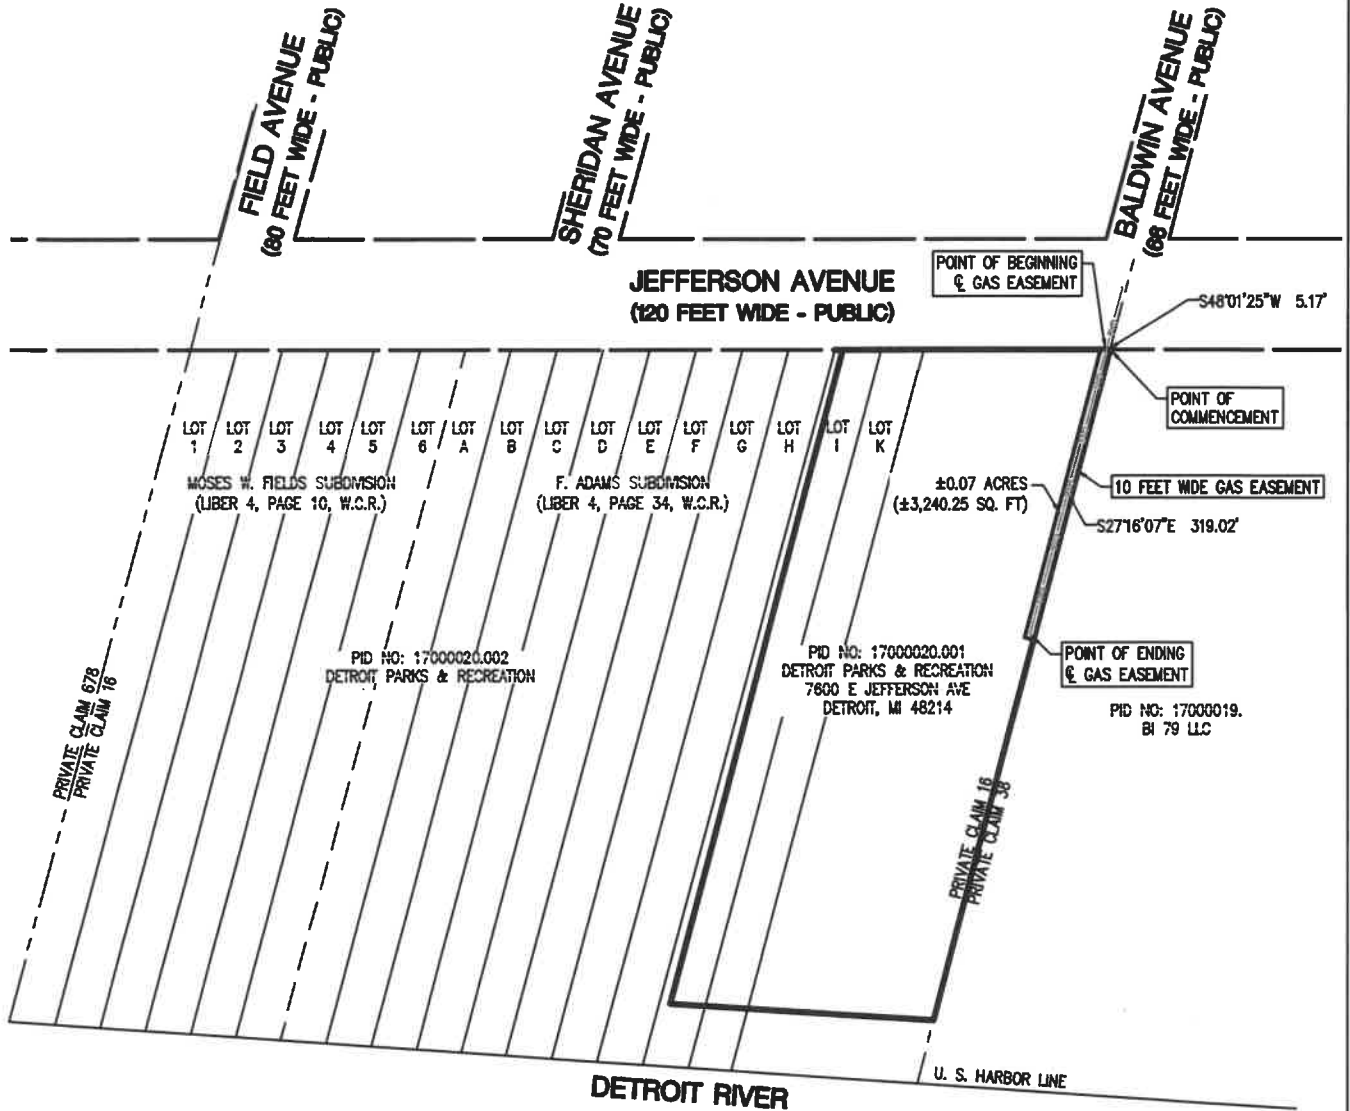 FIELD AVENUE
(80 FEET WIDE - PUBLIC)
SHERIDAN AVENUE
(70 FEET WIDE - PUBLIC)
BALDWIN AVENUE
(66 FEET WIDE - PUBLIC)
JEFFERSON AVENUE
(120 FEET WIDE - PUBLIC)
POINT OF BEGINNING
℄ GAS EASEMENT
S48°01'25"W 5.17'
POINT OF
COMMENCEMENT
LOT
1
LOT
2
LOT
3
LOT
4
LOT
5
LOT
6
LOT
A
LOT
B
LOT
C
LOT
D
LOT
E
LOT
F
LOT
G
LOT
H
LOT
I
LOT
K
MOSES W. FIELDS SUBDIVISION
(LIBER 4, PAGE 10, W.C.R.)
F. ADAMS SUBDIVISION
(LIBER 4, PAGE 34, W.C.R.)
±0.07 ACRES
(±3,240.25 SQ. FT)
10 FEET WIDE GAS EASEMENT
S27°16'07"E 319.02'
PID NO: 17000020.002
DETROIT PARKS & RECREATION
PID NO: 17000020.001
DETROIT PARKS & RECREATION
7600 E JEFFERSON AVE
DETROIT, MI 48214
POINT OF ENDING
℄ GAS EASEMENT
PID NO: 17000019.
BI 79 LLC
PRIVATE CLAIM 678
PRIVATE CLAIM 16
PRIVATE CLAIM 16
PRIVATE CLAIM 38
U. S. HARBOR LINE
DETROIT RIVER